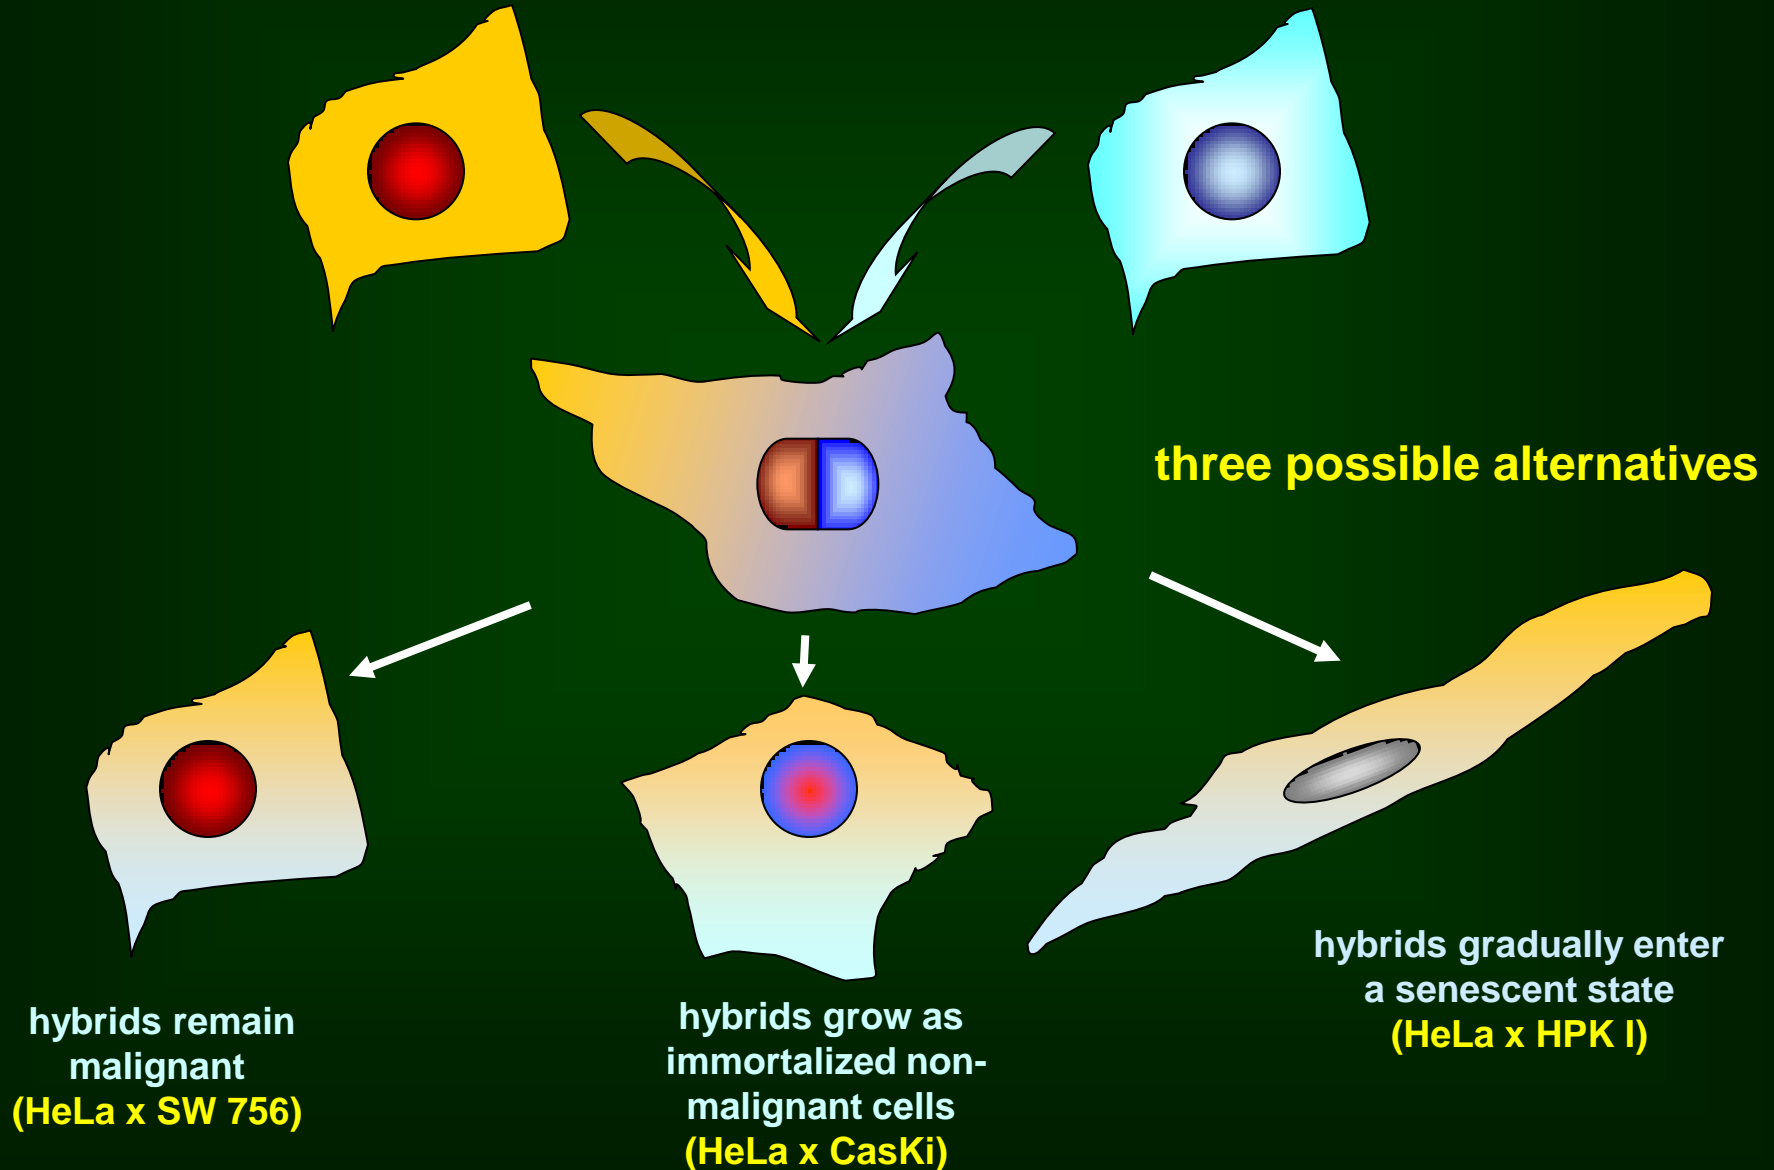 three possible alternatives
hybrids remain
malignant
(HeLa x SW 756)
hybrids grow as
immortalized non-
malignant cells
(HeLa x CasKi)
hybrids gradually enter
a senescent state
(HeLa x HPK I)